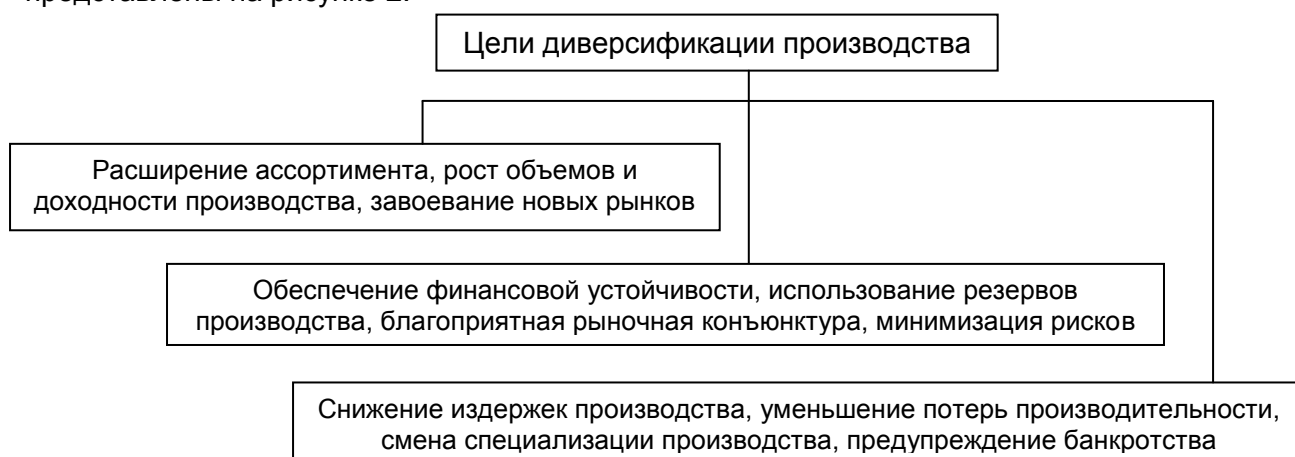 представлены на рисунке 2.
Цели диверсификации производства
Расширение ассортимента, рост объемов и
доходности производства, завоевание новых рынков
Обеспечение финансовой устойчивости, использование резервов
производства, благоприятная рыночная конъюнктура, минимизация рисков
Снижение издержек производства, уменьшение потерь производительности,
смена специализации производства, предупреждение банкротства